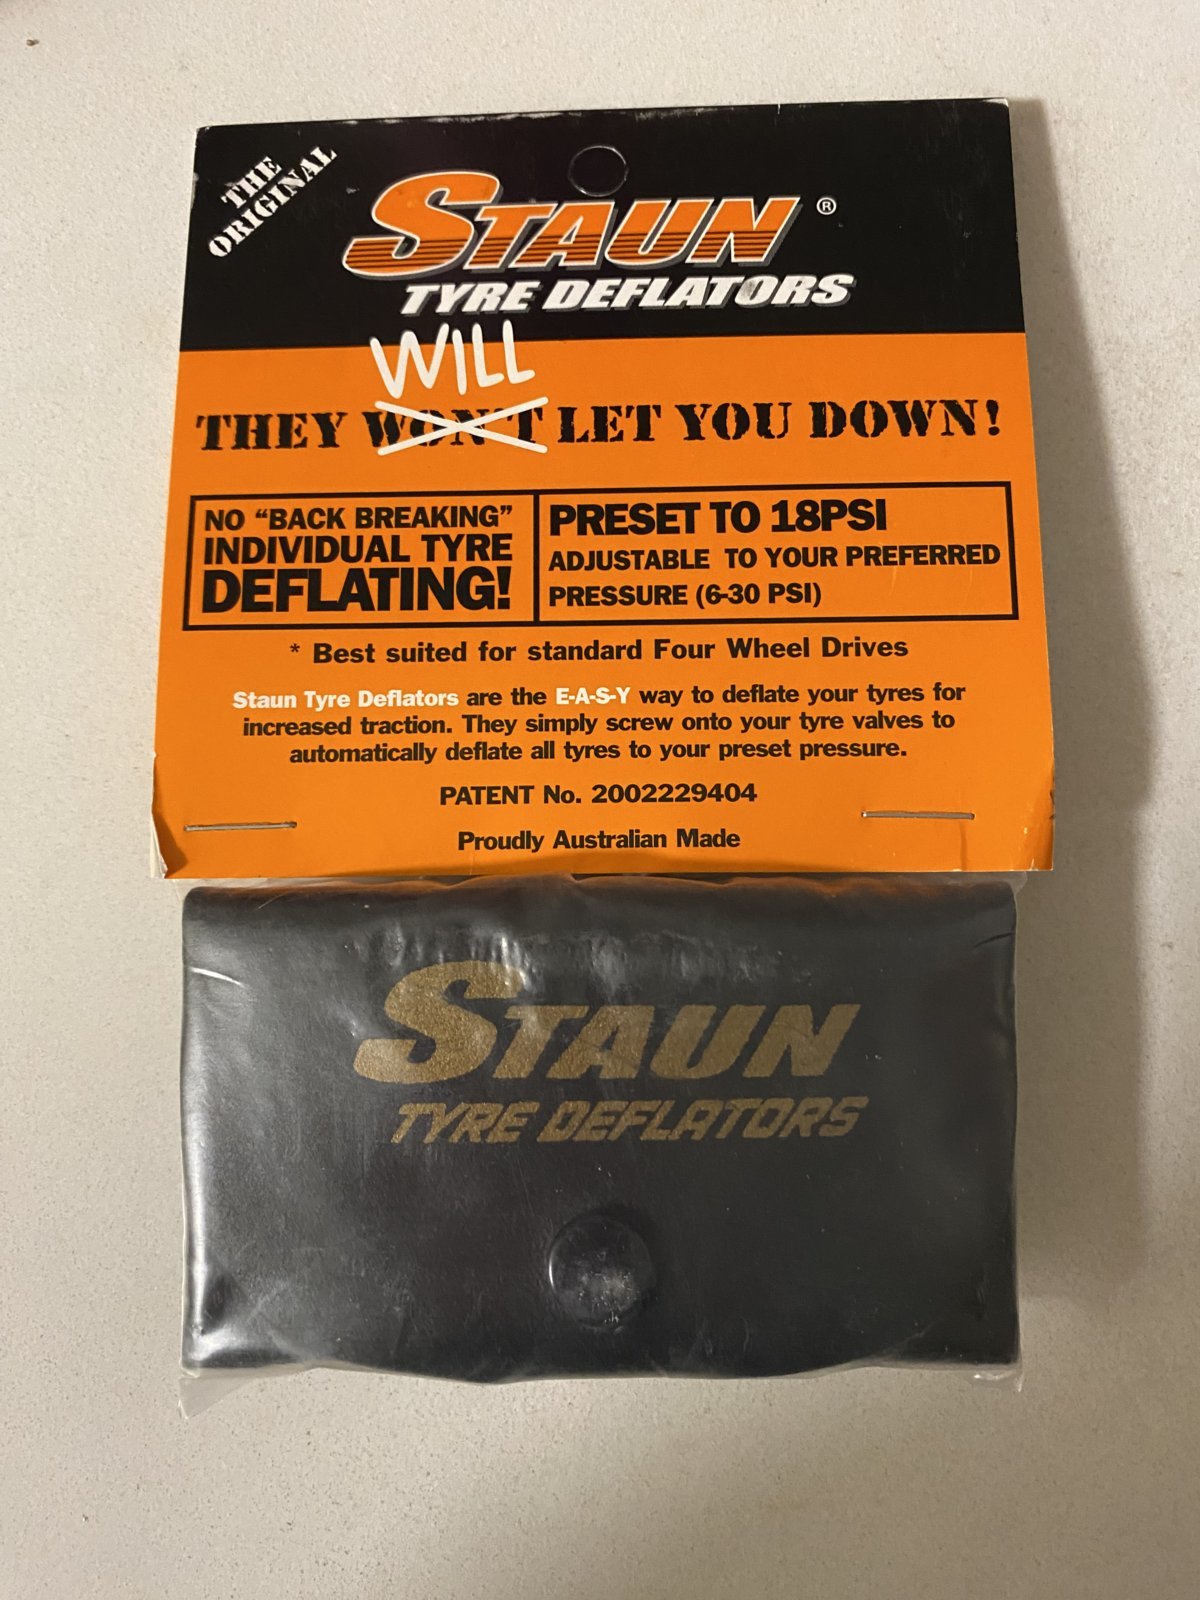 THE
ORIGINAL
STAUN®
TYRE DEFLATORS
WILL
THEY WON'T LET YOU DOWN!
NO "BACK BREAKING"
INDIVIDUAL TYRE
DEFLATING!
PRESET TO 18PSI
ADJUSTABLE TO YOUR PREFERRED
PRESSURE (6-30 PSI)
* Best suited for standard Four Wheel Drives
Staun Tyre Deflators are the E-A-S-Y way to deflate your tyres for
increased traction. They simply screw onto your tyre valves to
automatically deflate all tyres to your preset pressure.
PATENT No. 2002229404
Proudly Australian Made
STAUN
TYRE DEFLATORS